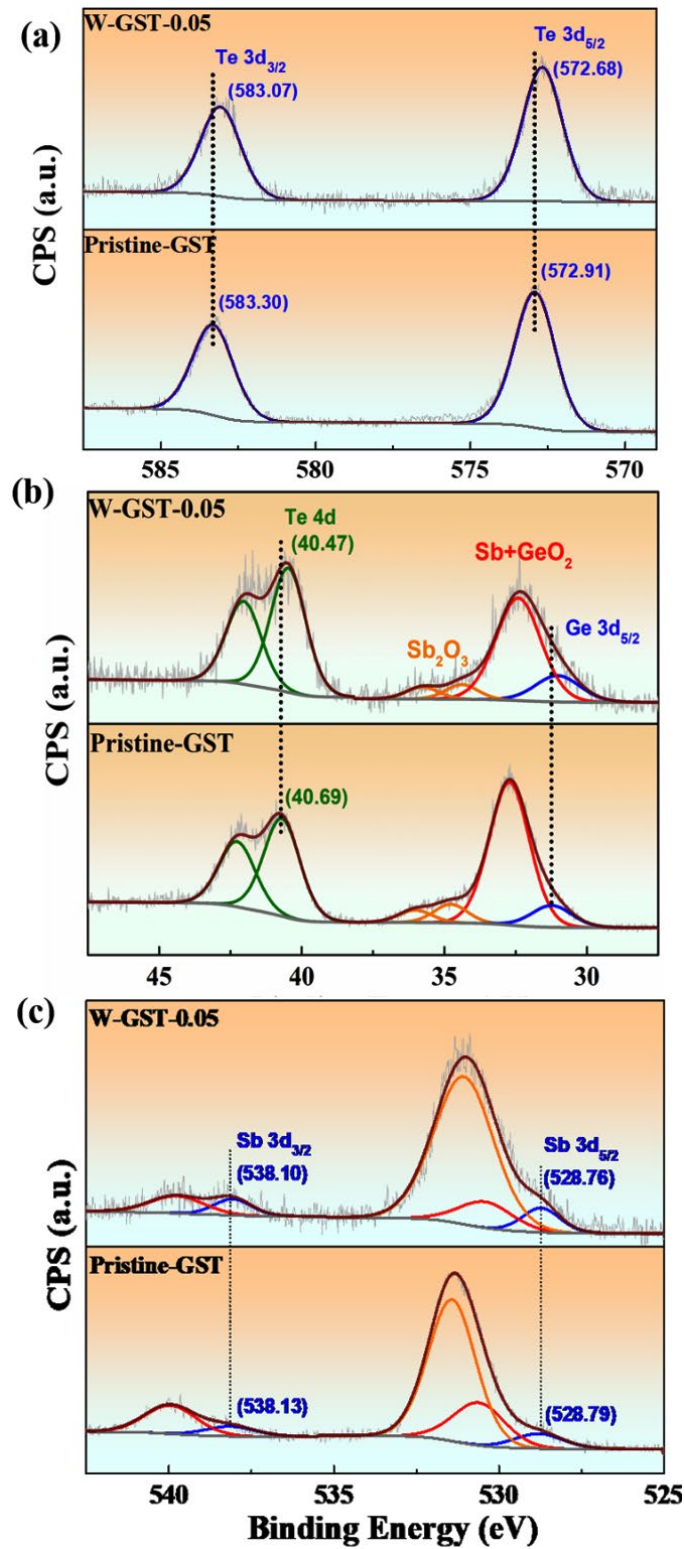 (a)
W-GST-0.05
Te 3d3/2
(583.07)
Te 3d5/2
(572.68)
Pristine-GST
(583.30)
(572.91)
CPS (a.u.)
585 580 575 570
(b)
W-GST-0.05
Te 4d
(40.47)
Sb+GeO2
Sb2O3
Ge 3d5/2
Pristine-GST
(40.69)
CPS (a.u.)
45 40 35 30
(c)
W-GST-0.05
Sb 3d3/2
(538.10)
Sb 3d5/2
(528.76)
Pristine-GST
(538.13)
(528.79)
CPS (a.u.)
540 535 530 525
Binding Energy (eV)